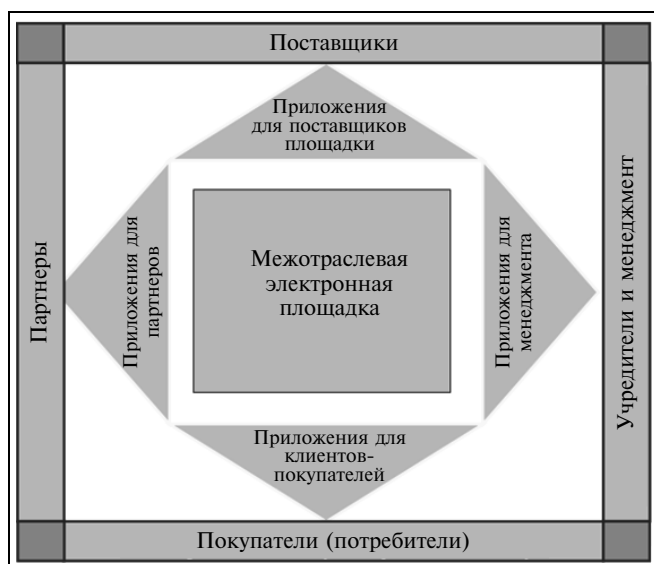 Поставщики
Приложения
для поставщиков
площадки
Партнеры
Приложения для
партнеров
Межотраслевая
электронная
площадка
Приложения для
менеджмента
Учредители и менеджмент
Приложения для
клиентов-
покупателей
Покупатели (потребители)